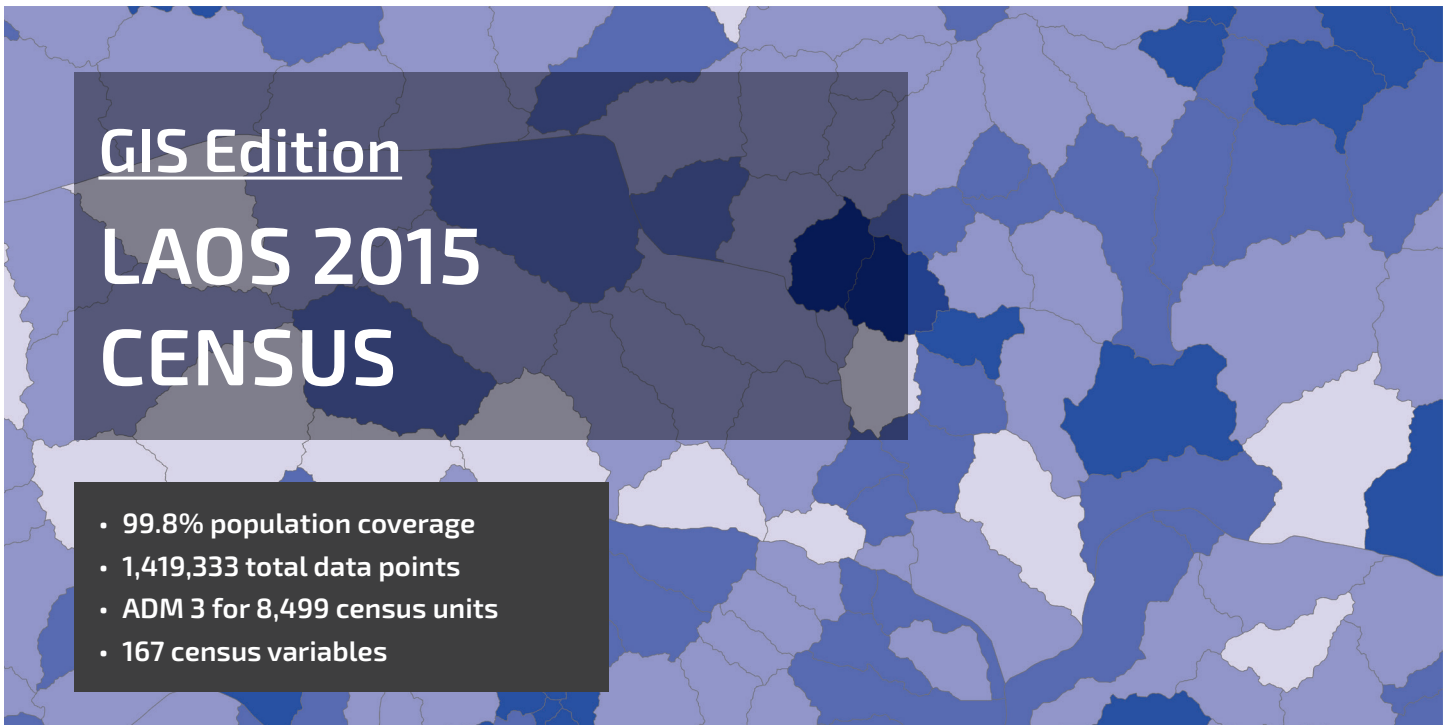 GIS Edition
LAOS 2015
CENSUS
• 99.8% population coverage
• 1,419,333 total data points
• ADM 3 for 8,499 census units
• 167 census variables